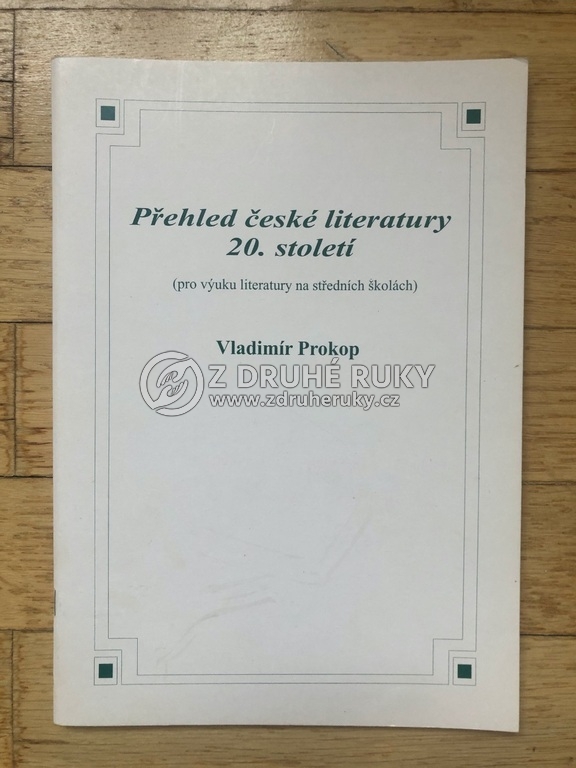 Přehled české literatury
20. století
(pro výuku literatury na středních školách)
Vladimír Prokop
Z DRUHÉ RUKY
www.zdruheruky.cz